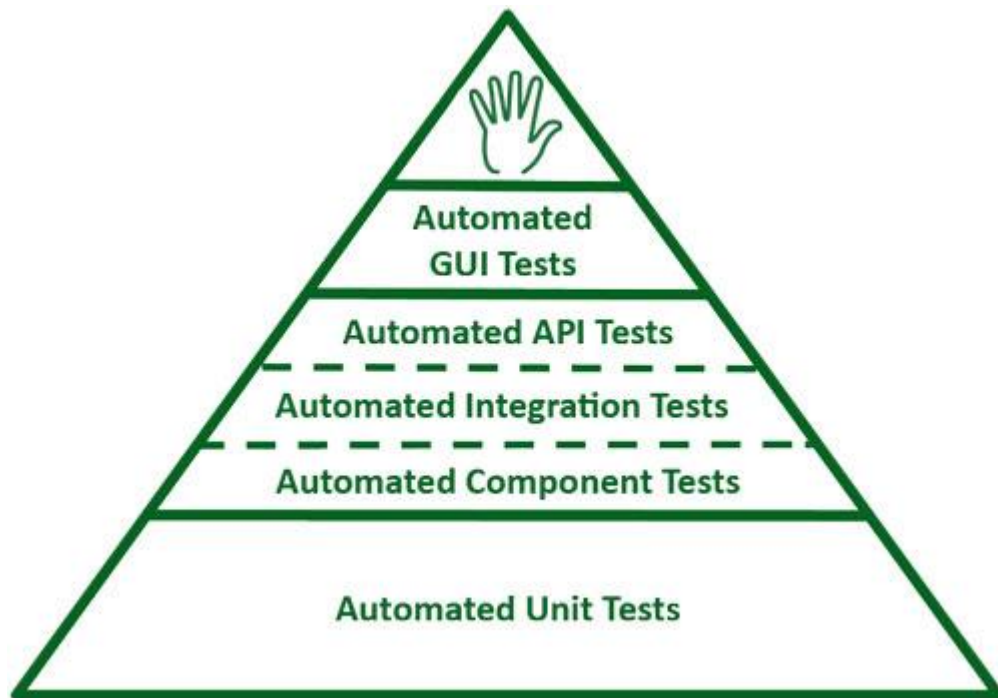 Automated
GUI Tests
Automated API Tests
Automated Integration Tests
Automated Component Tests
Automated Unit Tests